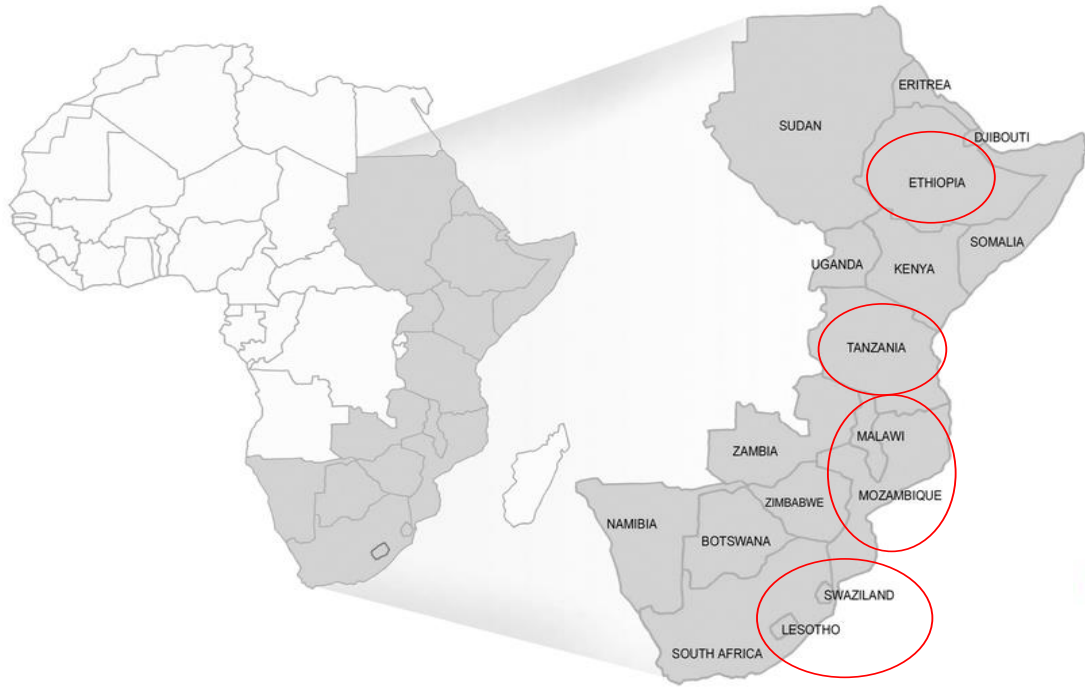 ERITREA
SUDAN
DJIBOUTI
ETHIOPIA
SOMALIA
UGANDA
KENYA
TANZANIA
MALAWI
ZAMBIA
MOZAMBIQUE
ZIMBABWE
NAMIBIA
BOTSWANA
SWAZILAND
LESOTHO
SOUTH AFRICA